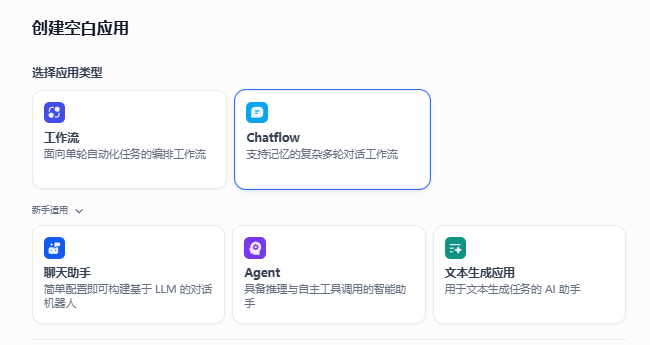 创建空白应用
选择应用类型
工作流
面向单轮自动化任务的编排工作流
Chatflow
支持记忆的复杂多轮对话工作流
新手适用
聊天助手
简单配置即可构建基于 LLM 的对话
机器人
Agent
具备推理与自主工具调用的智能助
手
文本生成应用
用于文本生成任务的 AI 助手